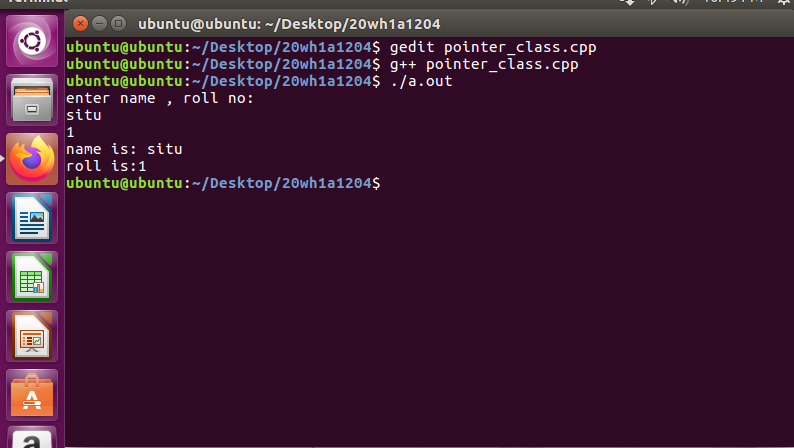 ubuntu@ubuntu: ~/Desktop/20wh1a1204
ubuntu@ubuntu:~/Desktop/20wh1a1204$ gedit pointer_class.cpp
ubuntu@ubuntu:~/Desktop/20wh1a1204$ g++ pointer_class.cpp
ubuntu@ubuntu:~/Desktop/20wh1a1204$ ./a.out
enter name , roll no:
situ
1
name is: situ
roll is:1
ubuntu@ubuntu:~/Desktop/20wh1a1204$